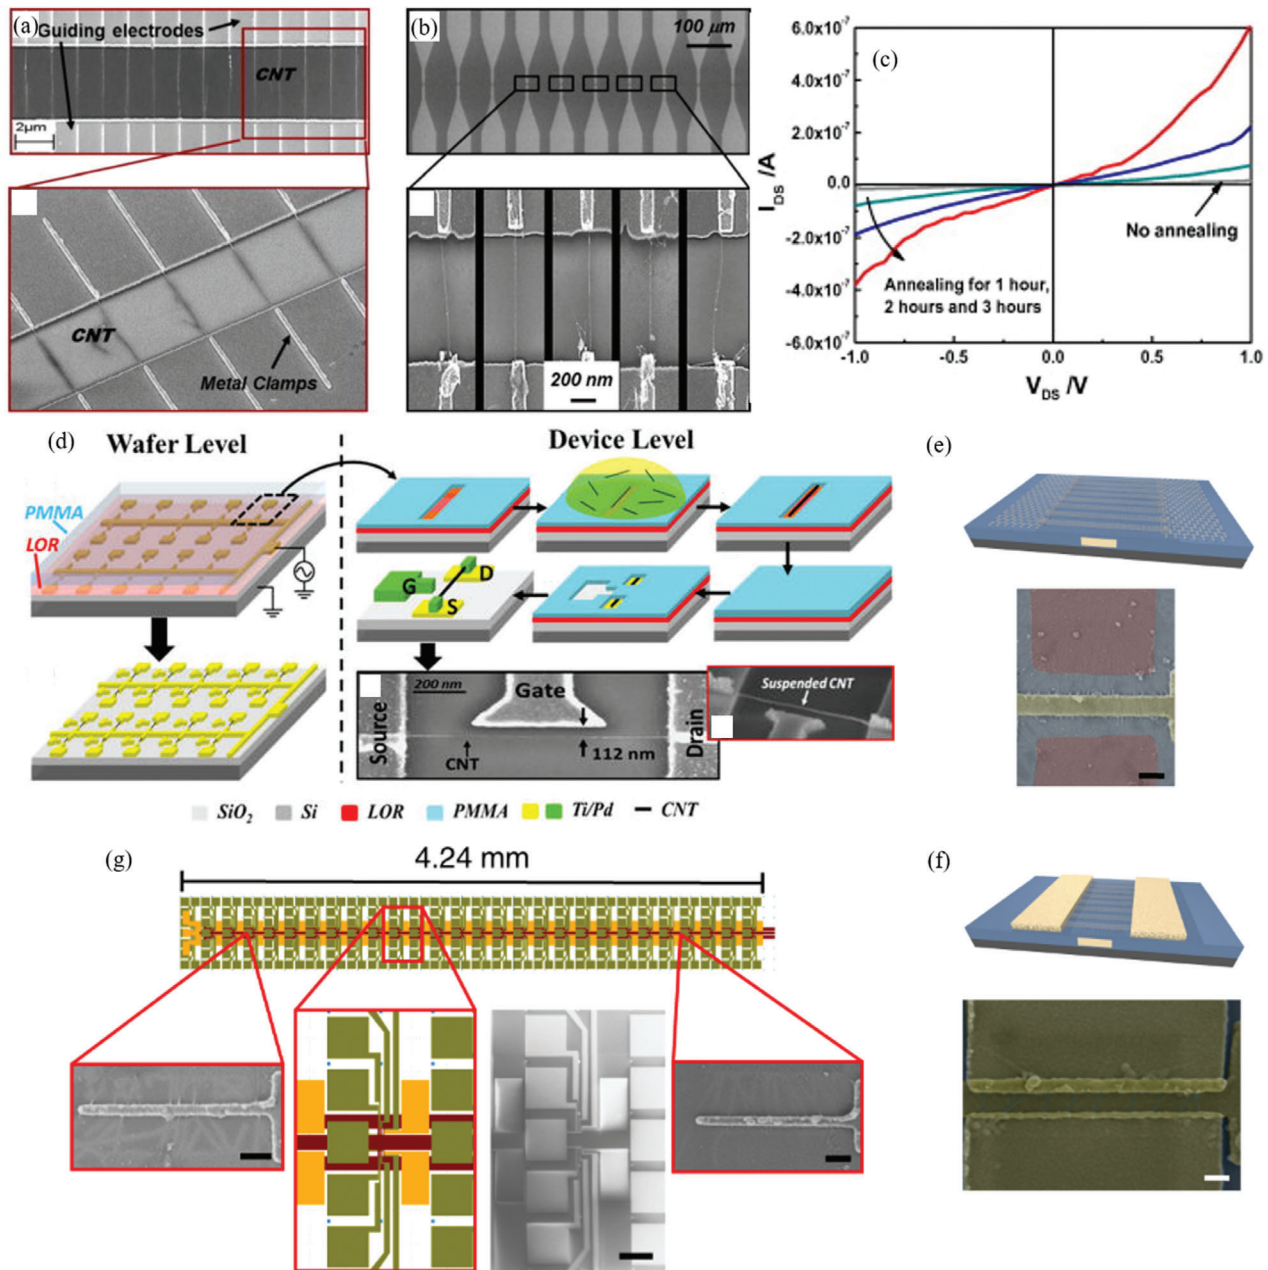 (a)
Guiding electrodes
CNT
2µm
CNT
Metal Clamps
(b)
100 µm
200 nm
(c)
6.0x10⁻⁷
4.0x10⁻⁷
2.0x10⁻⁷
0.0
-2.0x10⁻⁷
-4.0x10⁻⁷
-6.0x10⁻⁷
I_DS /A
No annealing
Annealing for 1 hour,
2 hours and 3 hours
-1.0
-0.5
0.0
0.5
1.0
V_DS /V
(d)
Wafer Level
Device Level
PMMA
LOR
G
D
S
200 nm
Gate
Source
Drain
CNT
112 nm
Suspended CNT
SiO₂
Si
LOR
PMMA
Ti/Pd
CNT
(e)
(g)
4.24 mm
(f)